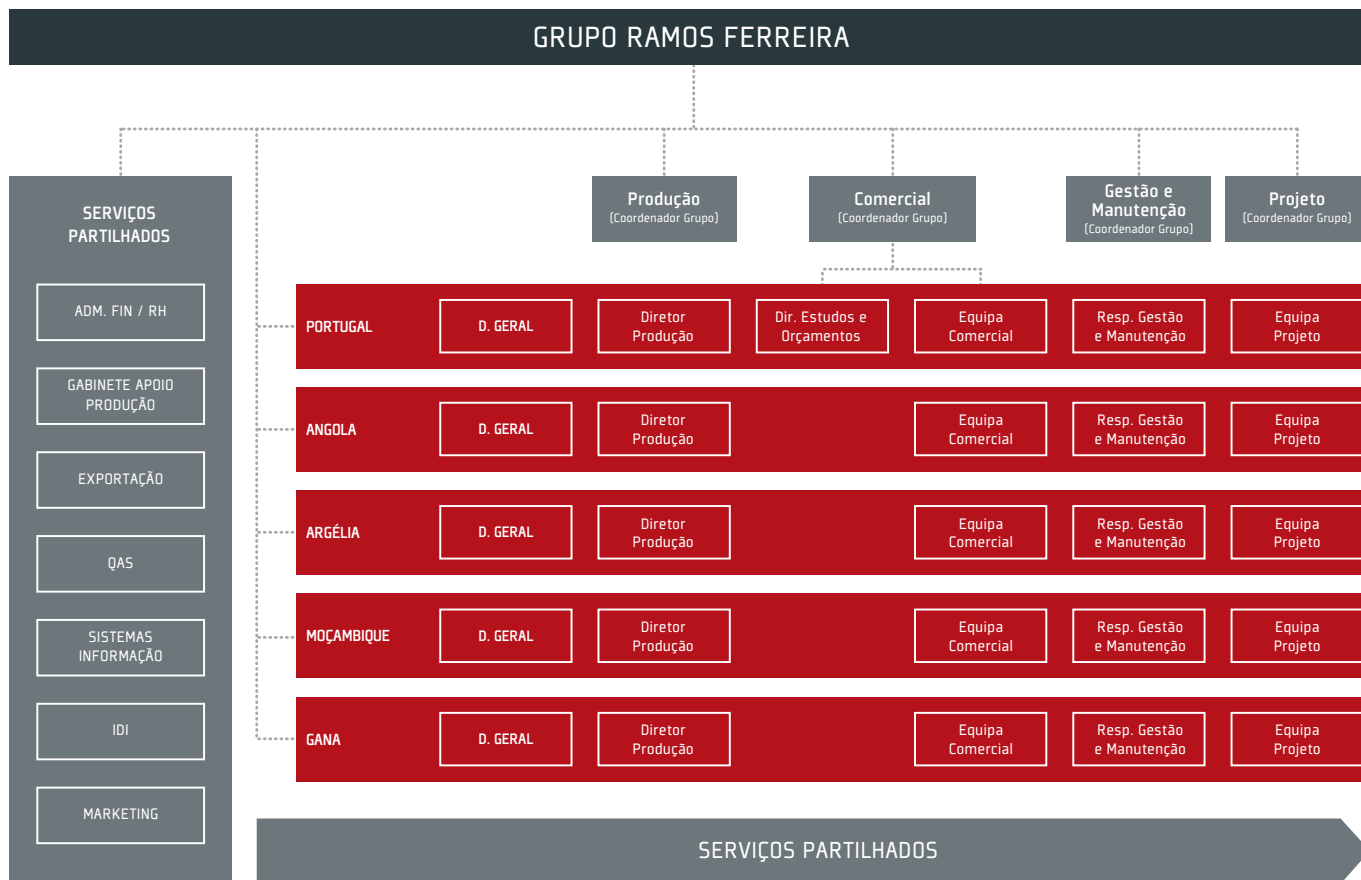 GRUPO RAMOS FERREIRA
SERVIÇOS
PARTILHADOS
ADM. FIN / RH
GABINETE APOIO
PRODUÇÃO
EXPORTAÇÃO
QAS
SISTEMAS
INFORMAÇÃO
IDI
MARKETING
Produção
(Coordenador Grupo)
Comercial
(Coordenador Grupo)
Gestão e
Manutenção
(Coordenador Grupo)
Projeto
(Coordenador Grupo)
PORTUGAL
D. GERAL
Diretor
Produção
Dir. Estudos e
Orçamentos
Equipa
Comercial
Resp. Gestão
e Manutenção
Equipa
Projeto
ANGOLA
D. GERAL
Diretor
Produção
Equipa
Comercial
Resp. Gestão
e Manutenção
Equipa
Projeto
ARGÉLIA
D. GERAL
Diretor
Produção
Equipa
Comercial
Resp. Gestão
e Manutenção
Equipa
Projeto
MOÇAMBIQUE
D. GERAL
Diretor
Produção
Equipa
Comercial
Resp. Gestão
e Manutenção
Equipa
Projeto
GANA
D. GERAL
Diretor
Produção
Equipa
Comercial
Resp. Gestão
e Manutenção
Equipa
Projeto
SERVIÇOS PARTILHADOS